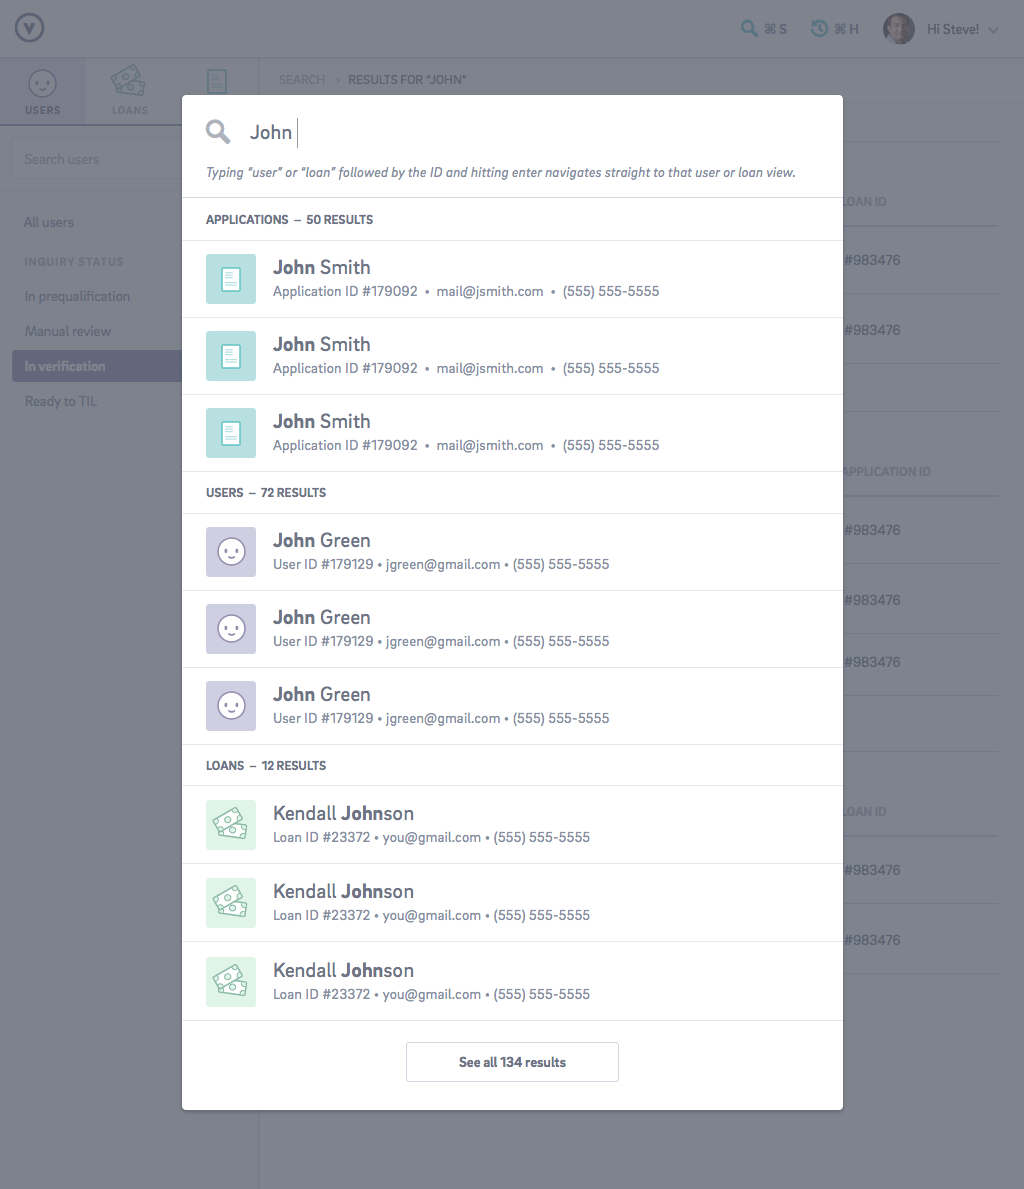 V
⌘ S
⌘ H
Hi Steve!
USERS
LOANS
SEARCH › RESULTS FOR “JOHN”
Search users
All users
INQUIRY STATUS
In prequalification
Manual review
In verification
Ready to TIL
John
Typing “user” or “loan” followed by the ID and hitting enter navigates straight to that user or loan view.
APPLICATIONS – 50 RESULTS
John Smith
Application ID #179092 • mail@jsmith.com • (555) 555-5555
John Smith
Application ID #179092 • mail@jsmith.com • (555) 555-5555
John Smith
Application ID #179092 • mail@jsmith.com • (555) 555-5555
USERS – 72 RESULTS
John Green
User ID #179129 • jgreen@gmail.com • (555) 555-5555
John Green
User ID #179129 • jgreen@gmail.com • (555) 555-5555
John Green
User ID #179129 • jgreen@gmail.com • (555) 555-5555
LOANS – 12 RESULTS
Kendall Johnson
Loan ID #23372 • you@gmail.com • (555) 555-5555
Kendall Johnson
Loan ID #23372 • you@gmail.com • (555) 555-5555
Kendall Johnson
Loan ID #23372 • you@gmail.com • (555) 555-5555
See all 134 results
LOAN ID
#983476
#983476
APPLICATION ID
#983476
#983476
#983476
LOAN ID
#983476
#983476